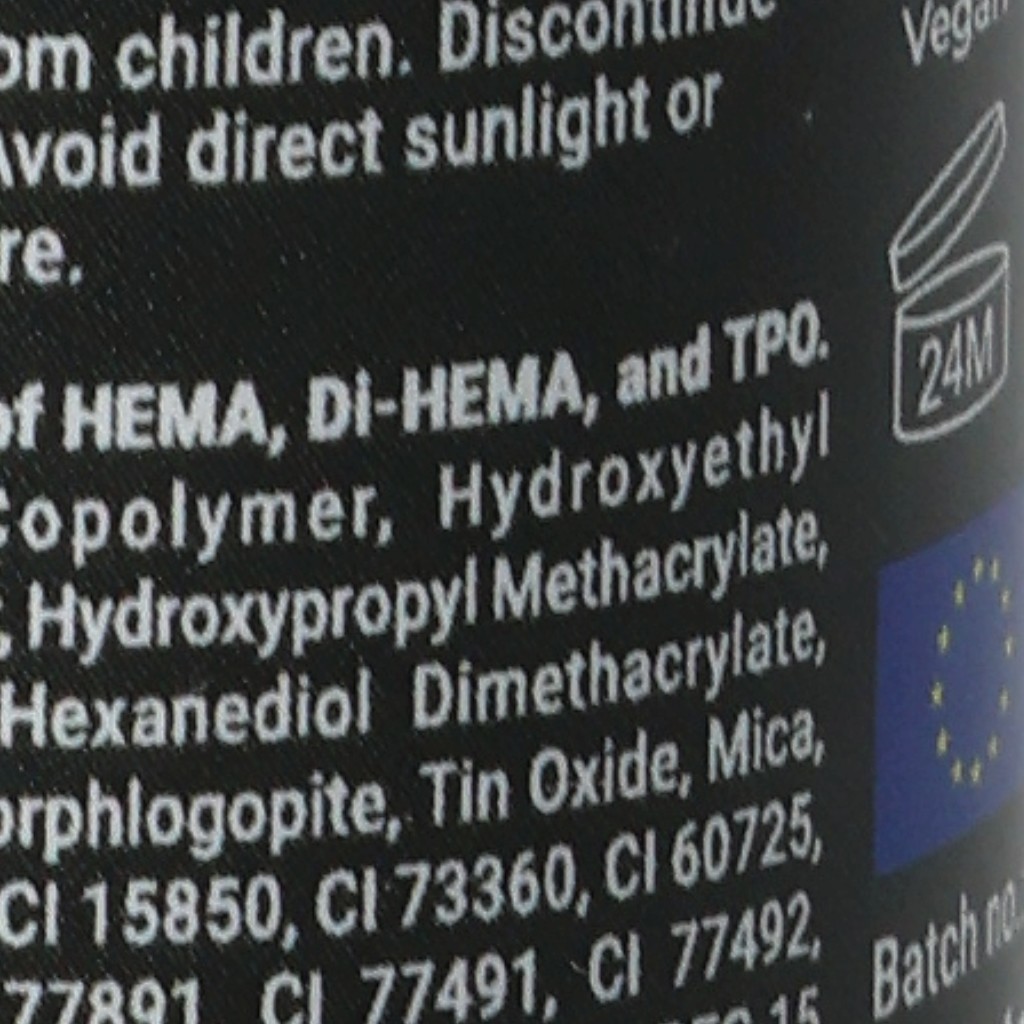 om children. Discontinue
Avoid direct sunlight or
re.
of HEMA, Di-HEMA, and TPO.
Copolymer, Hydroxyethyl
, Hydroxypropyl Methacrylate,
Hexanediol Dimethacrylate,
orphlogopite, Tin Oxide, Mica,
CI 15850, CI 73360, CI 60725,
77891 CI 77491, CI 77492,
15
Vegan
24M
Batch no.